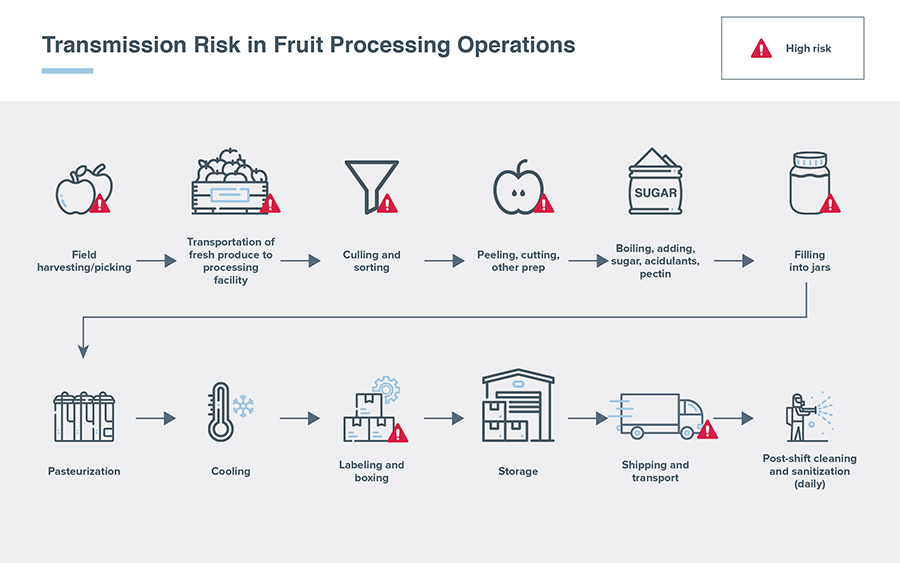 Transmission Risk in Fruit Processing Operations
High risk
SUGAR
Field
harvesting/picking
Transportation of
fresh produce to
processing
facility
Culling and
sorting
Peeling, cutting,
other prep
Boiling, adding,
sugar, acidulants,
pectin
Filling
into jars
Pasteurization
Cooling
Labeling and
boxing
Storage
Shipping and
transport
Post-shift cleaning
and sanitization
(daily)